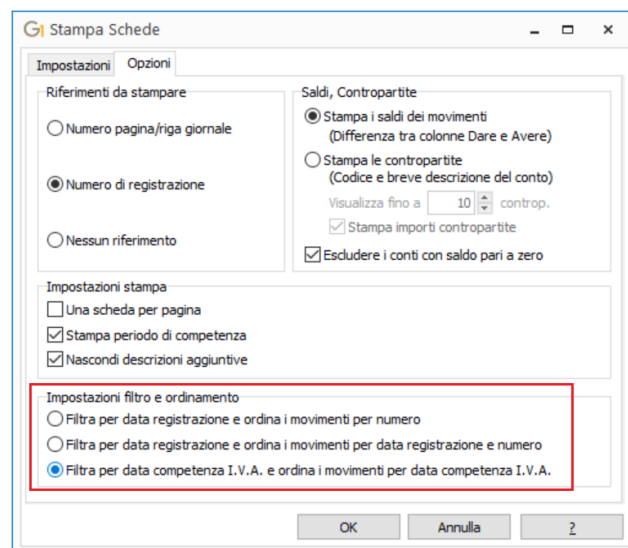 GI Stampa Schede
Impostazioni Opzioni
Riferimenti da stampare
Numero pagina/riga giornale
Numero di registrazione
Nessun riferimento
Saldi, Contropartite
Stampa i saldi dei movimenti
(Differenza tra colonne Dare e Avere)
Stampa le contropartite
(Codice e breve descrizione del conto)
Visualizza fino a 10 controp.
Stampa importi contropartite
Escludere i conti con saldo pari a zero
Impostazioni stampa
Una scheda per pagina
Stampa periodo di competenza
Nascondi descrizioni aggiuntive
Impostazioni filtro e ordinamento
Filtra per data registrazione e ordina i movimenti per numero
Filtra per data registrazione e ordina i movimenti per data registrazione e numero
Filtra per data competenza I.V.A. e ordina i movimenti per data competenza I.V.A.
OK Annulla ?